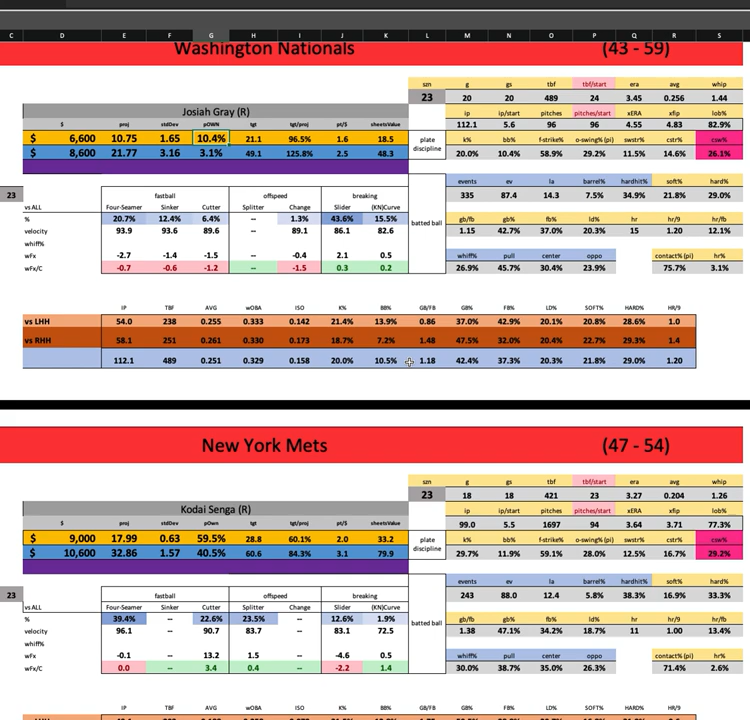 C D E F G H I J K L M N O P Q R S
Washington Nationals (43 - 59)
szn g gs tbf tbf/start era avg whip
23 20 20 489 24 3.45 0.256 1.44
Josiah Gray (R) ip ip/start pitches pitches/start xERA xfip lob%
$ proj stdDev pOWN tgt tgt/proj pt/$ sheetsValue 112.1 5.6 96 96 4.55 4.83 82.9%
$ 6,600 10.75 1.65 10.4% 21.1 96.5% 1.6 18.5 plate discipline k% bb% f-strike% o-swing% (pi) swstr% cstr% csw%
$ 8,600 21.77 3.16 3.1% 49.1 125.8% 2.5 48.3 20.0% 10.4% 58.9% 29.2% 11.5% 14.6% 26.1%
events ev la barrel% hardhit% soft% hard%
23 fastball offspeed breaking 335 87.4 14.3 7.5% 34.9% 21.8% 29.0%
vs ALL Four-Seamer Sinker Cutter Splitter Change Slider (KN)Curve batted ball gb/fb gb% fb% ld% hr hr/9 hr/fb
% 20.7% 12.4% 6.4% -- 1.3% 43.6% 15.5% 1.15 42.7% 37.0% 20.3% 15 1.20 12.1%
velocity 93.9 93.6 89.6 -- 89.1 86.1 82.6
whiff% whiff% pull center oppo contact% (pi) hr%
wFx -2.7 -1.4 -1.5 -- -0.4 2.1 0.5 26.9% 45.7% 30.4% 23.9% 75.7% 3.1%
wFx/C -0.7 -0.6 -1.2 -- -1.5 0.3 0.2
IP TBF AVG wOBA ISO K% BB% GB/FB GB% FB% LD% SOFT% HARD% HR/9
vs LHH 54.0 238 0.255 0.333 0.142 21.4% 13.9% 0.86 37.0% 42.9% 20.1% 20.8% 28.6% 1.0
vs RHH 58.1 251 0.261 0.330 0.173 18.7% 7.2% 1.48 47.5% 32.0% 20.4% 22.7% 29.3% 1.4
112.1 489 0.251 0.329 0.158 20.0% 10.5% 1.18 42.4% 37.3% 20.3% 21.8% 29.0% 1.20
New York Mets (47 - 54)
szn g gs tbf tbf/start era avg whip
23 18 18 421 23 3.27 0.204 1.26
Kodai Senga (R) ip ip/start pitches pitches/start xERA xfip lob%
$ proj stdDev pOwn tgt tgt/proj pt/$ sheetsValue 99.0 5.5 1697 94 3.64 3.71 77.3%
$ 9,000 17.99 0.63 59.5% 28.8 60.1% 2.0 33.2 plate discipline k% bb% f-strike% o-swing% (pi) swstr% cstr% csw%
$ 10,600 32.86 1.57 40.5% 60.6 84.3% 3.1 79.9 29.7% 11.9% 59.1% 28.0% 12.5% 16.7% 29.2%
events ev la barrel% hardhit% soft% hard%
23 fastball offspeed breaking 243 88.0 12.4 5.8% 38.3% 16.9% 33.3%
vs ALL Four-Seamer Sinker Cutter Splitter Change Slider (KN)Curve batted ball gb/fb gb% fb% ld% hr hr/9 hr/fb
% 39.4% -- 22.6% 23.5% -- 12.6% 1.9% 1.38 47.1% 34.2% 18.7% 11 1.00 13.4%
velocity 96.1 -- 90.7 83.7 -- 83.1 72.5
whiff% whiff% pull center oppo contact% (pi) hr%
wFx -0.1 -- 13.2 1.5 -- -4.6 0.5 30.0% 38.7% 35.0% 26.3% 71.4% 2.6%
wFx/C 0.0 -- 3.4 0.4 -- -2.2 1.4
IP TBF AVG wOBA ISO K% BB% GB/FB GB% FB% LD% SOFT% HARD% HR/9